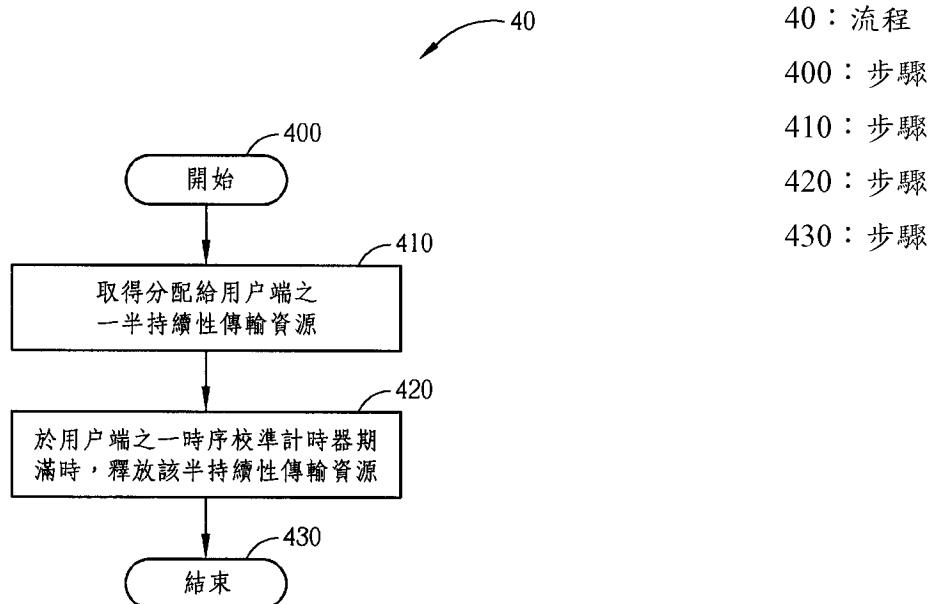 40
400
開始
410
取得分配給用戶端之
一半持續性傳輸資源
420
於用戶端之一時序校準計時器期
滿時，釋放該半持續性傳輸資源
430
結束
40：流程
400：步驟
410：步驟
420：步驟
430：步驟